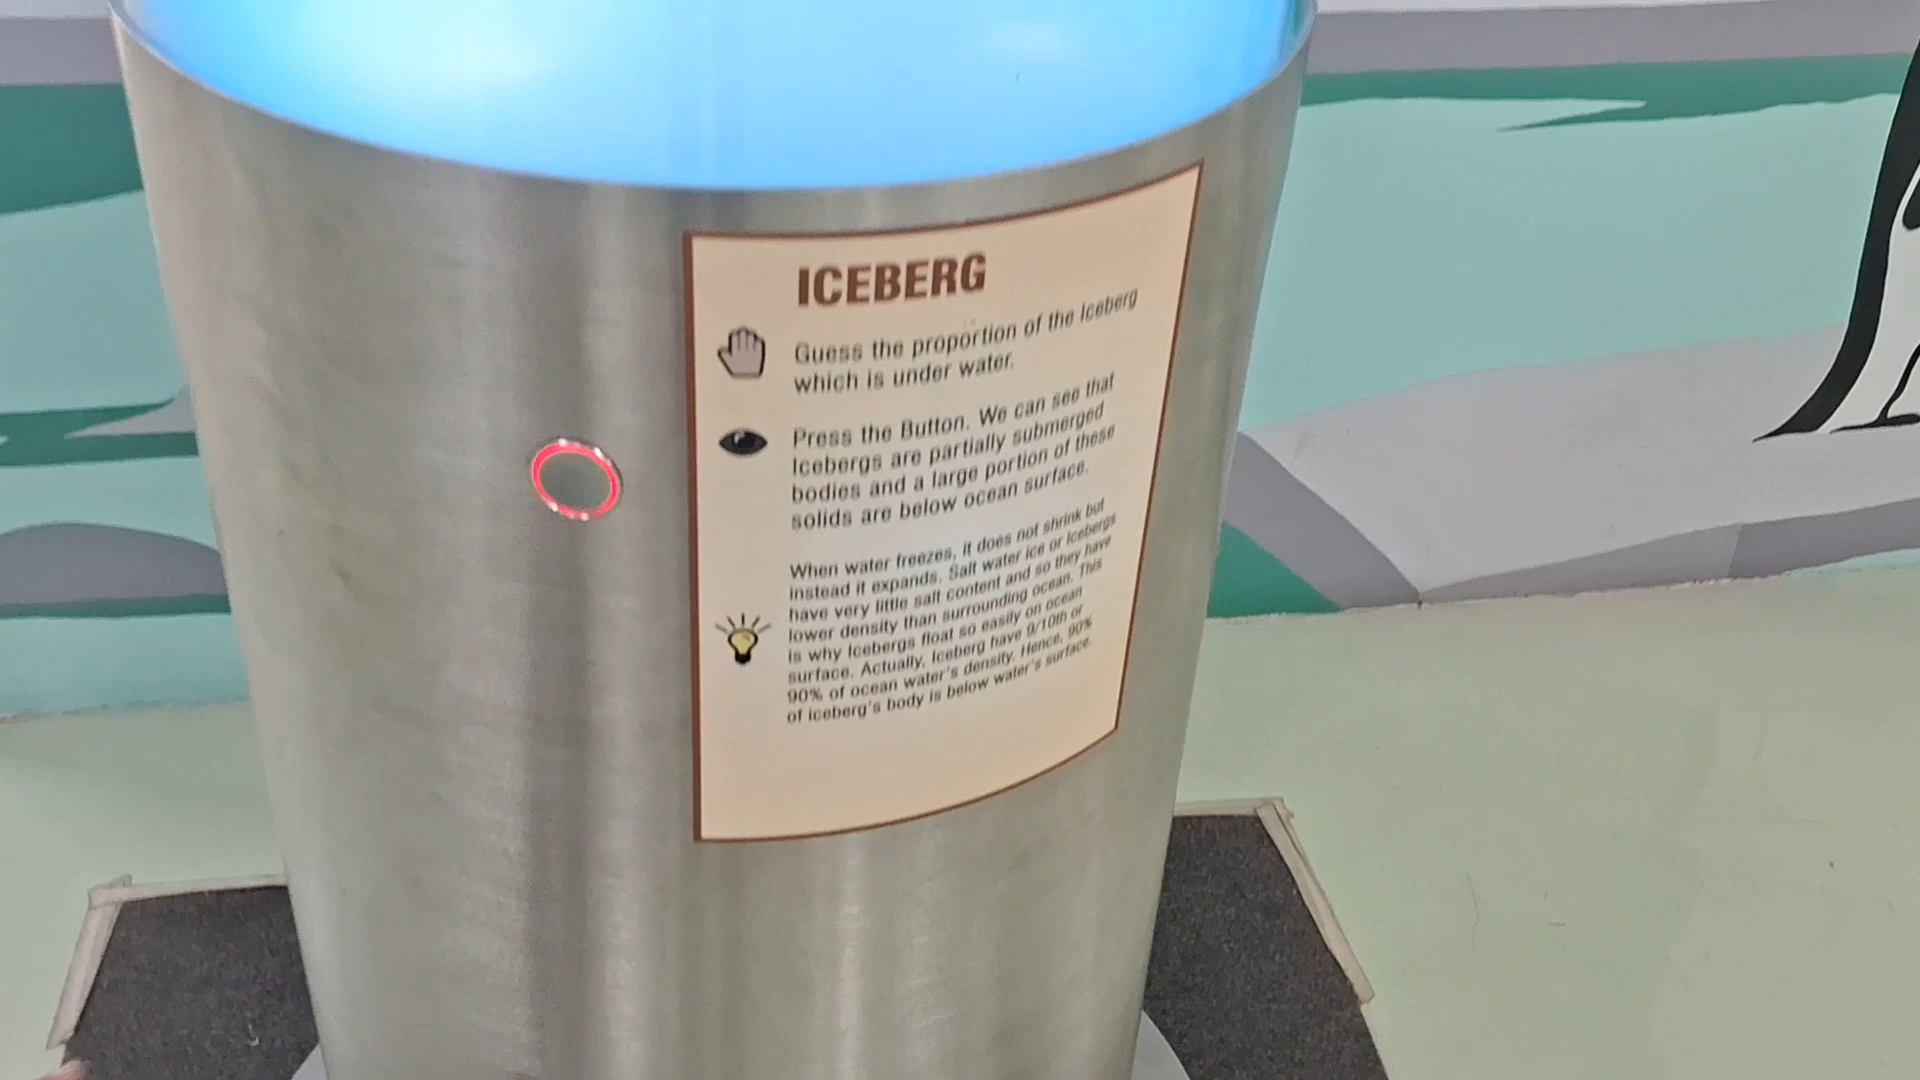 ICEBERG
Guess the proportion of the Iceberg
which is under water.
Press the Button. We can see that
Icebergs are partially submerged
bodies and a large portion of these
solids are below ocean surface.
When water freezes, it does not shrink but
instead it expands. Salt water ice or Icebergs
have very little salt content and so they have
lower density than surrounding ocean. This
is why Icebergs float so easily on ocean
surface. Actually, Iceberg have 9/10th or
90% of ocean water's density. Hence, 90%
of iceberg's body is below water's surface.